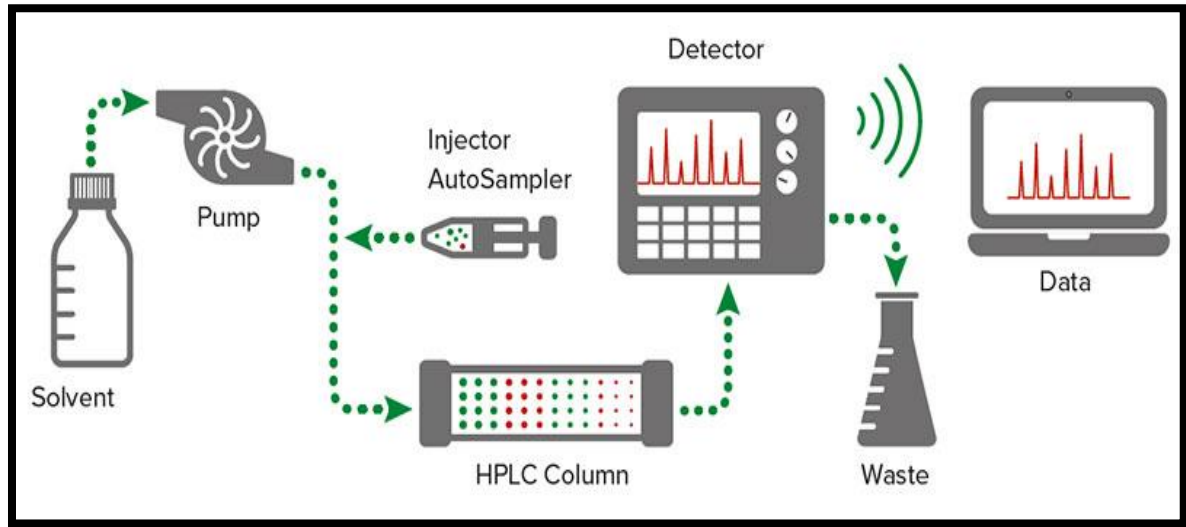 Detector
Injector
AutoSampler
Pump
Solvent
HPLC Column
Waste
Data